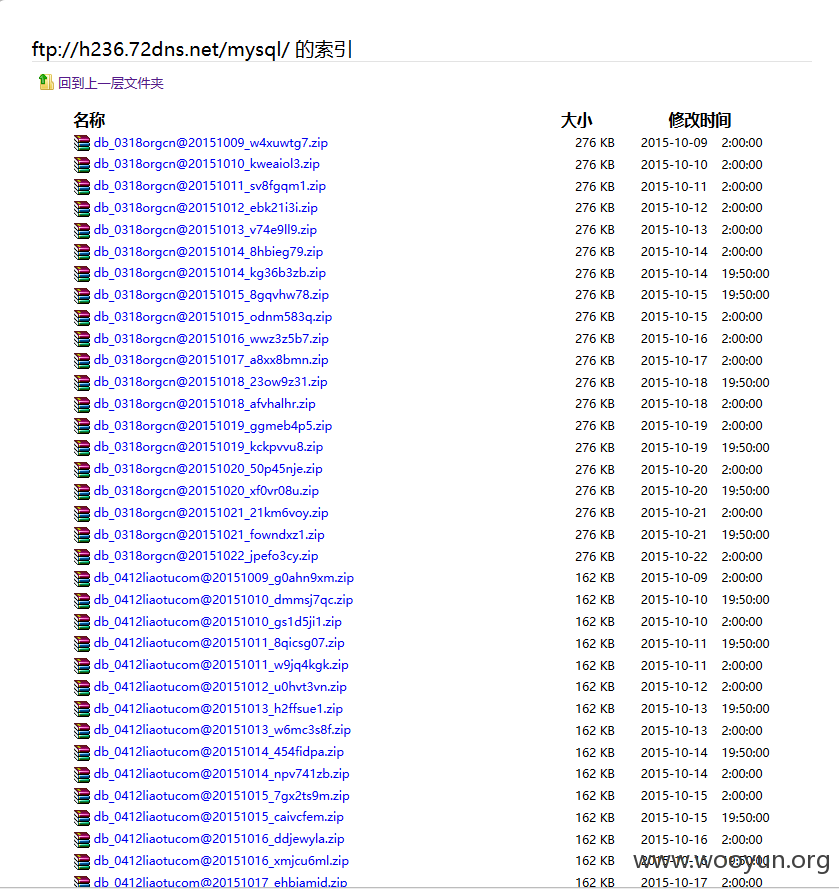 ftp://h236.72dns.net/mysql/ 的索引
回到上一层文件夹
名称 大小 修改时间
db_0318orgcn@20151009_w4xuwtg7.zip 276 KB 2015-10-09 2:00:00
db_0318orgcn@20151010_kweaiol3.zip 276 KB 2015-10-10 2:00:00
db_0318orgcn@20151011_sv8fgqm1.zip 276 KB 2015-10-11 2:00:00
db_0318orgcn@20151012_ebk21i3i.zip 276 KB 2015-10-12 2:00:00
db_0318orgcn@20151013_v74e9ll9.zip 276 KB 2015-10-13 2:00:00
db_0318orgcn@20151014_8hbieg79.zip 276 KB 2015-10-14 2:00:00
db_0318orgcn@20151014_kg36b3zb.zip 276 KB 2015-10-14 19:50:00
db_0318orgcn@20151015_8gqvhw78.zip 276 KB 2015-10-15 19:50:00
db_0318orgcn@20151015_odnm583q.zip 276 KB 2015-10-15 2:00:00
db_0318orgcn@20151016_wwz3z5b7.zip 276 KB 2015-10-16 2:00:00
db_0318orgcn@20151017_a8xx8bmn.zip 276 KB 2015-10-17 2:00:00
db_0318orgcn@20151018_23ow9z31.zip 276 KB 2015-10-18 19:50:00
db_0318orgcn@20151018_afvhalhr.zip 276 KB 2015-10-18 2:00:00
db_0318orgcn@20151019_ggmeb4p5.zip 276 KB 2015-10-19 2:00:00
db_0318orgcn@20151019_kckpvvu8.zip 276 KB 2015-10-19 19:50:00
db_0318orgcn@20151020_50p45nje.zip 276 KB 2015-10-20 2:00:00
db_0318orgcn@20151020_xf0vr08u.zip 276 KB 2015-10-20 19:50:00
db_0318orgcn@20151021_21km6voy.zip 276 KB 2015-10-21 2:00:00
db_0318orgcn@20151021_fowndxz1.zip 276 KB 2015-10-21 19:50:00
db_0318orgcn@20151022_jpefo3cy.zip 276 KB 2015-10-22 2:00:00
db_0412liaotucom@20151009_g0ahn9xm.zip 162 KB 2015-10-09 2:00:00
db_0412liaotucom@20151010_dmmsj7qc.zip 162 KB 2015-10-10 19:50:00
db_0412liaotucom@20151010_gs1d5ji1.zip 162 KB 2015-10-10 2:00:00
db_0412liaotucom@20151011_8qicsg07.zip 162 KB 2015-10-11 19:50:00
db_0412liaotucom@20151011_w9jq4kgk.zip 162 KB 2015-10-11 2:00:00
db_0412liaotucom@20151012_u0hvt3vn.zip 162 KB 2015-10-12 2:00:00
db_0412liaotucom@20151013_h2ffsue1.zip 162 KB 2015-10-13 19:50:00
db_0412liaotucom@20151013_w6mc3s8f.zip 162 KB 2015-10-13 2:00:00
db_0412liaotucom@20151014_454fidpa.zip 162 KB 2015-10-14 19:50:00
db_0412liaotucom@20151014_npv741zb.zip 162 KB 2015-10-14 2:00:00
db_0412liaotucom@20151015_7gx2ts9m.zip 162 KB 2015-10-15 2:00:00
db_0412liaotucom@20151015_caivcfem.zip 162 KB 2015-10-15 19:50:00
db_0412liaotucom@20151016_ddjewyla.zip 162 KB 2015-10-16 2:00:00
db_0412liaotucom@20151016_xmjcu6ml.zip 162 KB 2015-10-16 19:50:00
db_0412liaotucom@20151017_ehbiamid.zip 162 KB 2015-10-17 2:00:00
www.wooyun.org